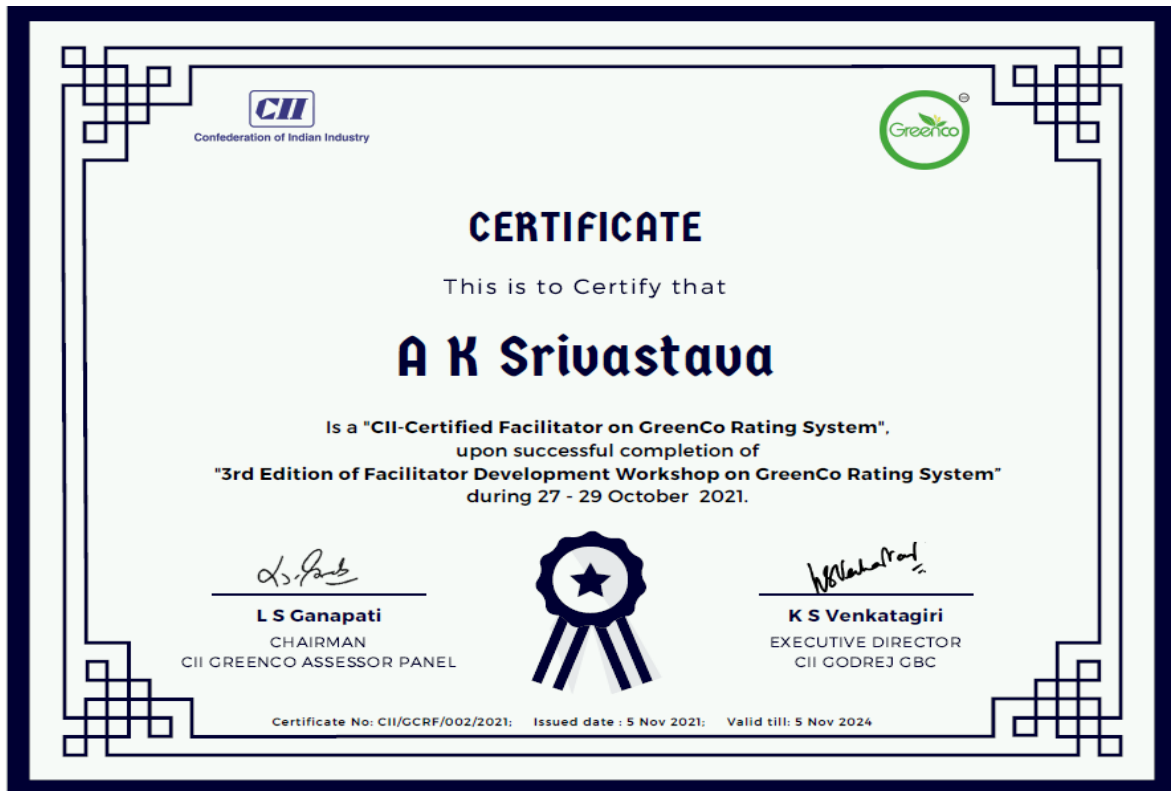 CII
Confederation of Indian Industry
Greenco
CERTIFICATE
This is to Certify that
A K Srivastava
Is a "CII-Certified Facilitator on GreenCo Rating System",
upon successful completion of
"3rd Edition of Facilitator Development Workshop on GreenCo Rating System"
during 27 - 29 October 2021.
L S Ganapati
CHAIRMAN
CII GREENCO ASSESSOR PANEL
K S Venkatagiri
EXECUTIVE DIRECTOR
CII GODREJ GBC
Certificate No: CII/GCRF/002/2021; Issued date : 5 Nov 2021; Valid till: 5 Nov 2024